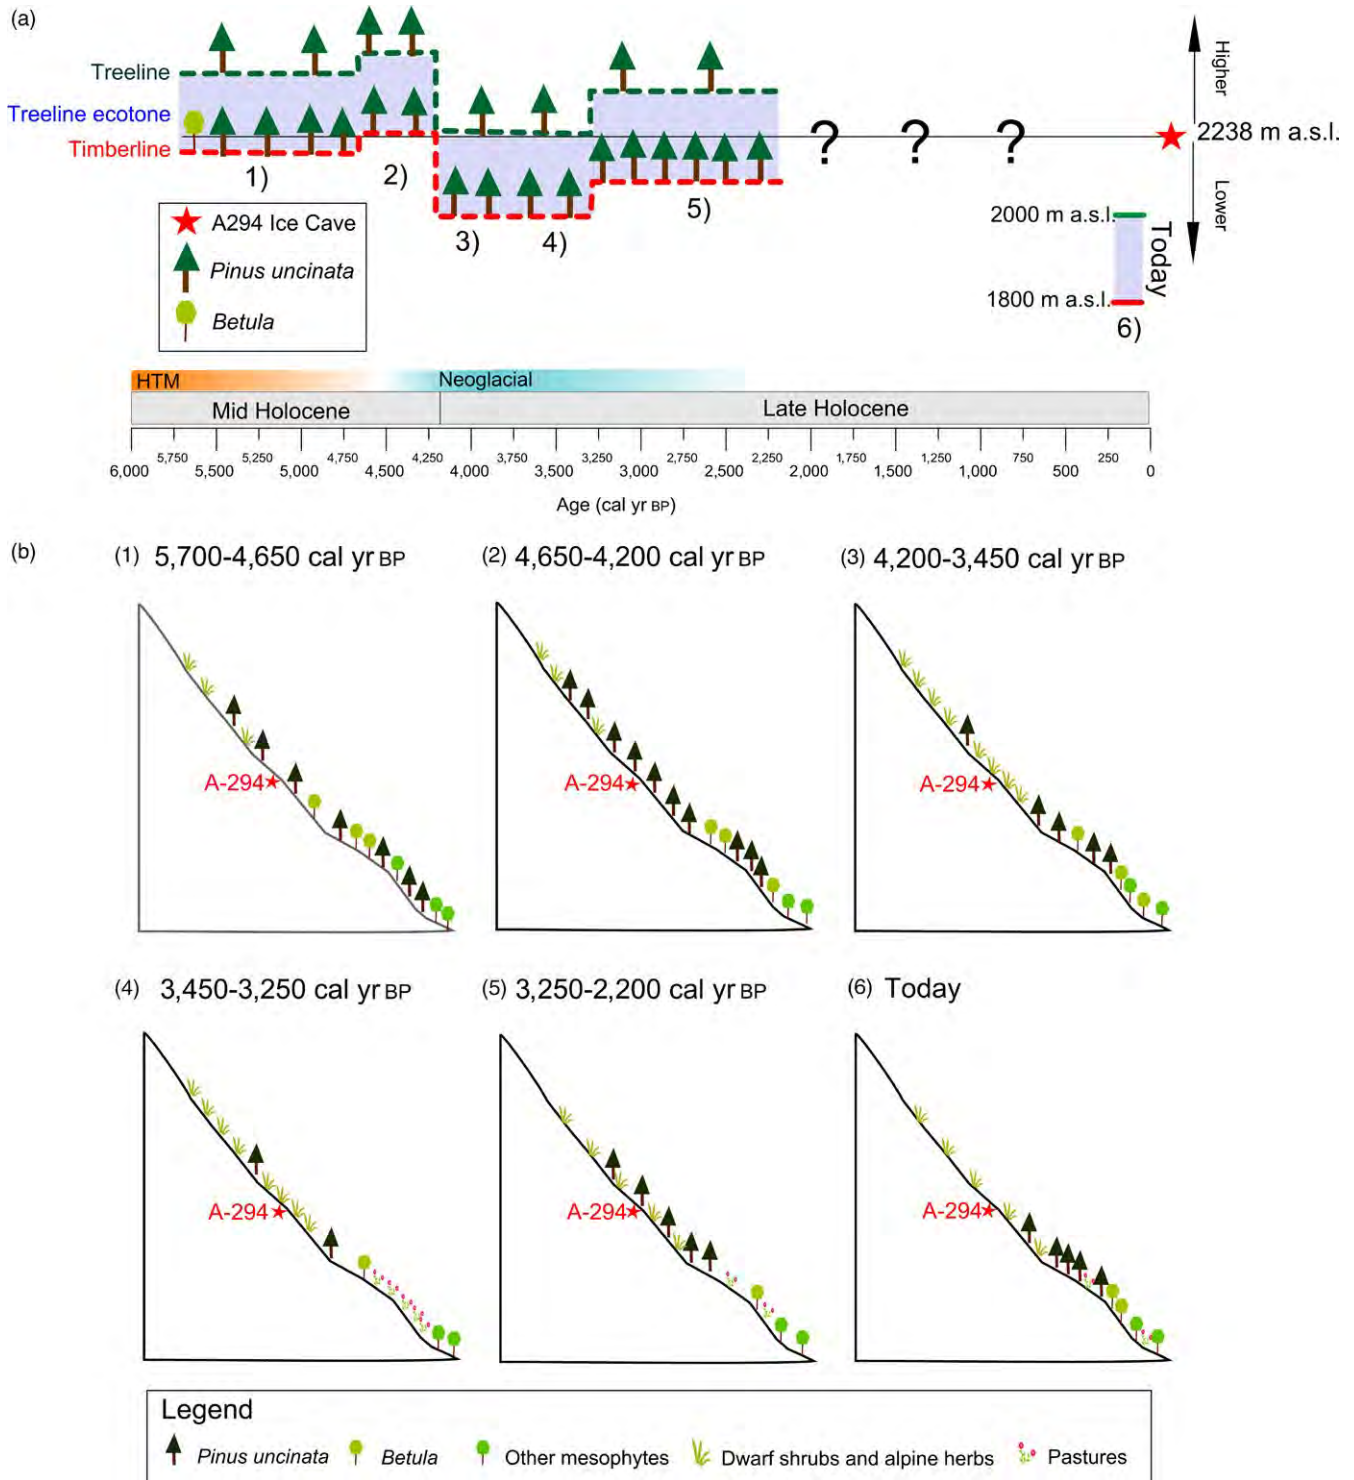 (a)
Treeline
Treeline ecotone
Timberline
1)
2)
3)
4)
5)
? ? ?
Higher
2238 m a.s.l.
Lower
2000 m a.s.l.
Today
1800 m a.s.l.
6)
A294 Ice Cave
Pinus uncinata
Betula
HTM
Neoglacial
Mid Holocene
Late Holocene
5,750 5,250 4,750 4,250 3,750 3,250 2,750 2,250 1,750 1,250 750 250
6,000 5,500 5,000 4,500 4,000 3,500 3,000 2,500 2,000 1,500 1,000 500 0
Age (cal yr BP)
(b)
(1) 5,700-4,650 cal yr BP
(2) 4,650-4,200 cal yr BP
(3) 4,200-3,450 cal yr BP
A-294
A-294
A-294
(4) 3,450-3,250 cal yr BP
(5) 3,250-2,200 cal yr BP
(6) Today
A-294
A-294
A-294
Legend
Pinus uncinata
Betula
Other mesophytes
Dwarf shrubs and alpine herbs
Pastures